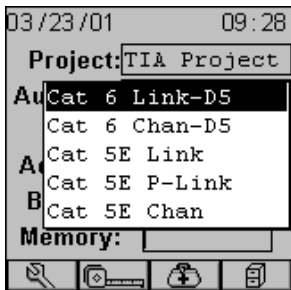 03/23/01 09:28
Project: TIA Project
Au
Cat 6 Link-D5
Cat 6 Chan-D5
Cat 5E Link
A
Cat 5E P-Link
B
Cat 5E Chan
Memory: